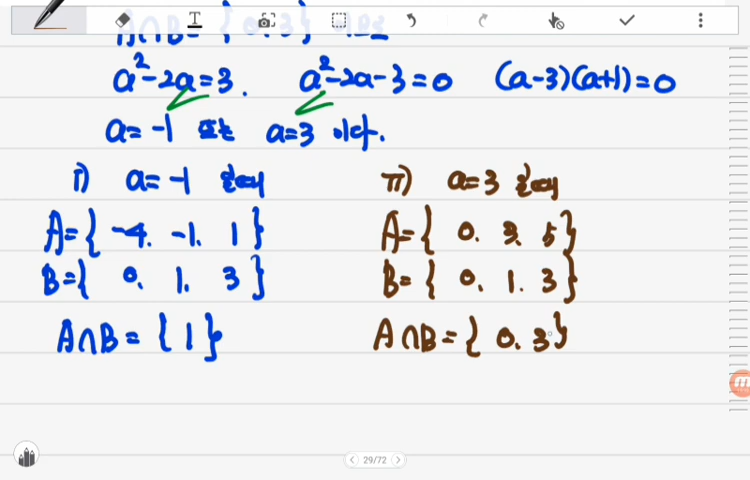 A∩B = {0. 3}
a²-2a=3. a²-2a-3=0 (a-3)(a+1)=0
a=-1 또는 a=3 이다.
i) a=-1 일때
A={ -4. -1. 1 }
B={ 0. 1. 3 }
A∩B = { 1 }
ii) a=3 일때
A={ 0. 3. 5 }
B={ 0. 1. 3 }
A∩B={ 0. 3 }
29/72